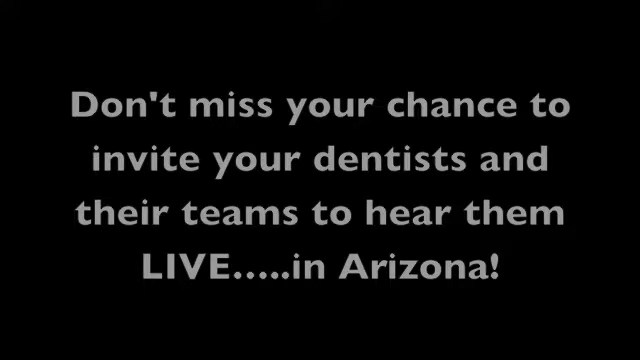 Don't miss your chance to
invite your dentists and
their teams to hear them
LIVE…..in Arizona!